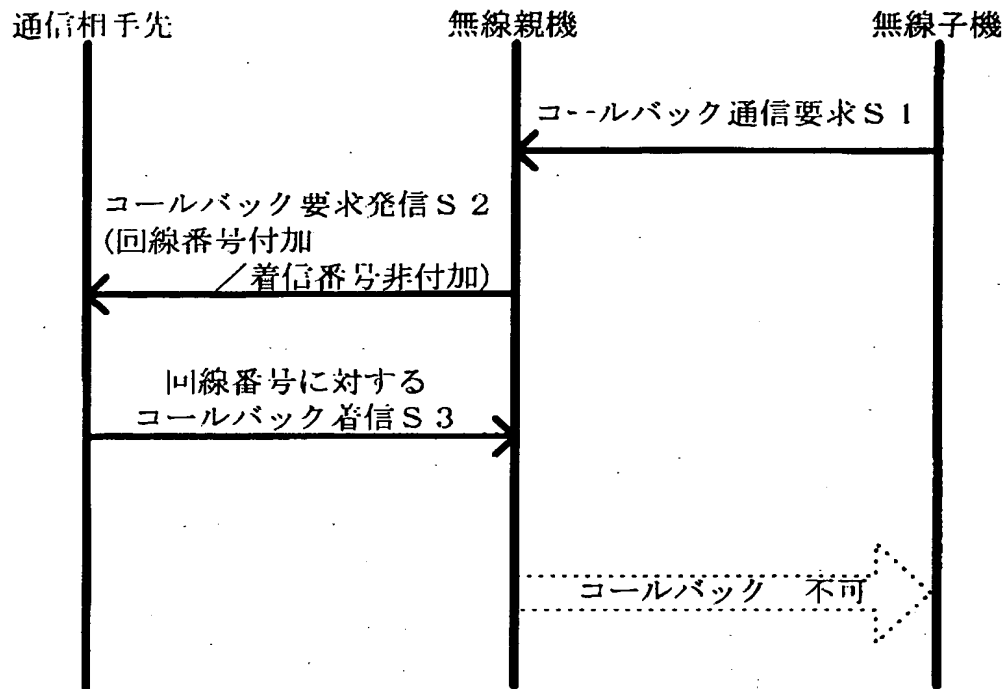 通信相手先
無線親機
無線子機
コールバック通信要求S1
コールバック要求発信S2
(回線番号付加
／着信番号非付加)
回線番号に対する
コールバック着信S3
コールバック 不可